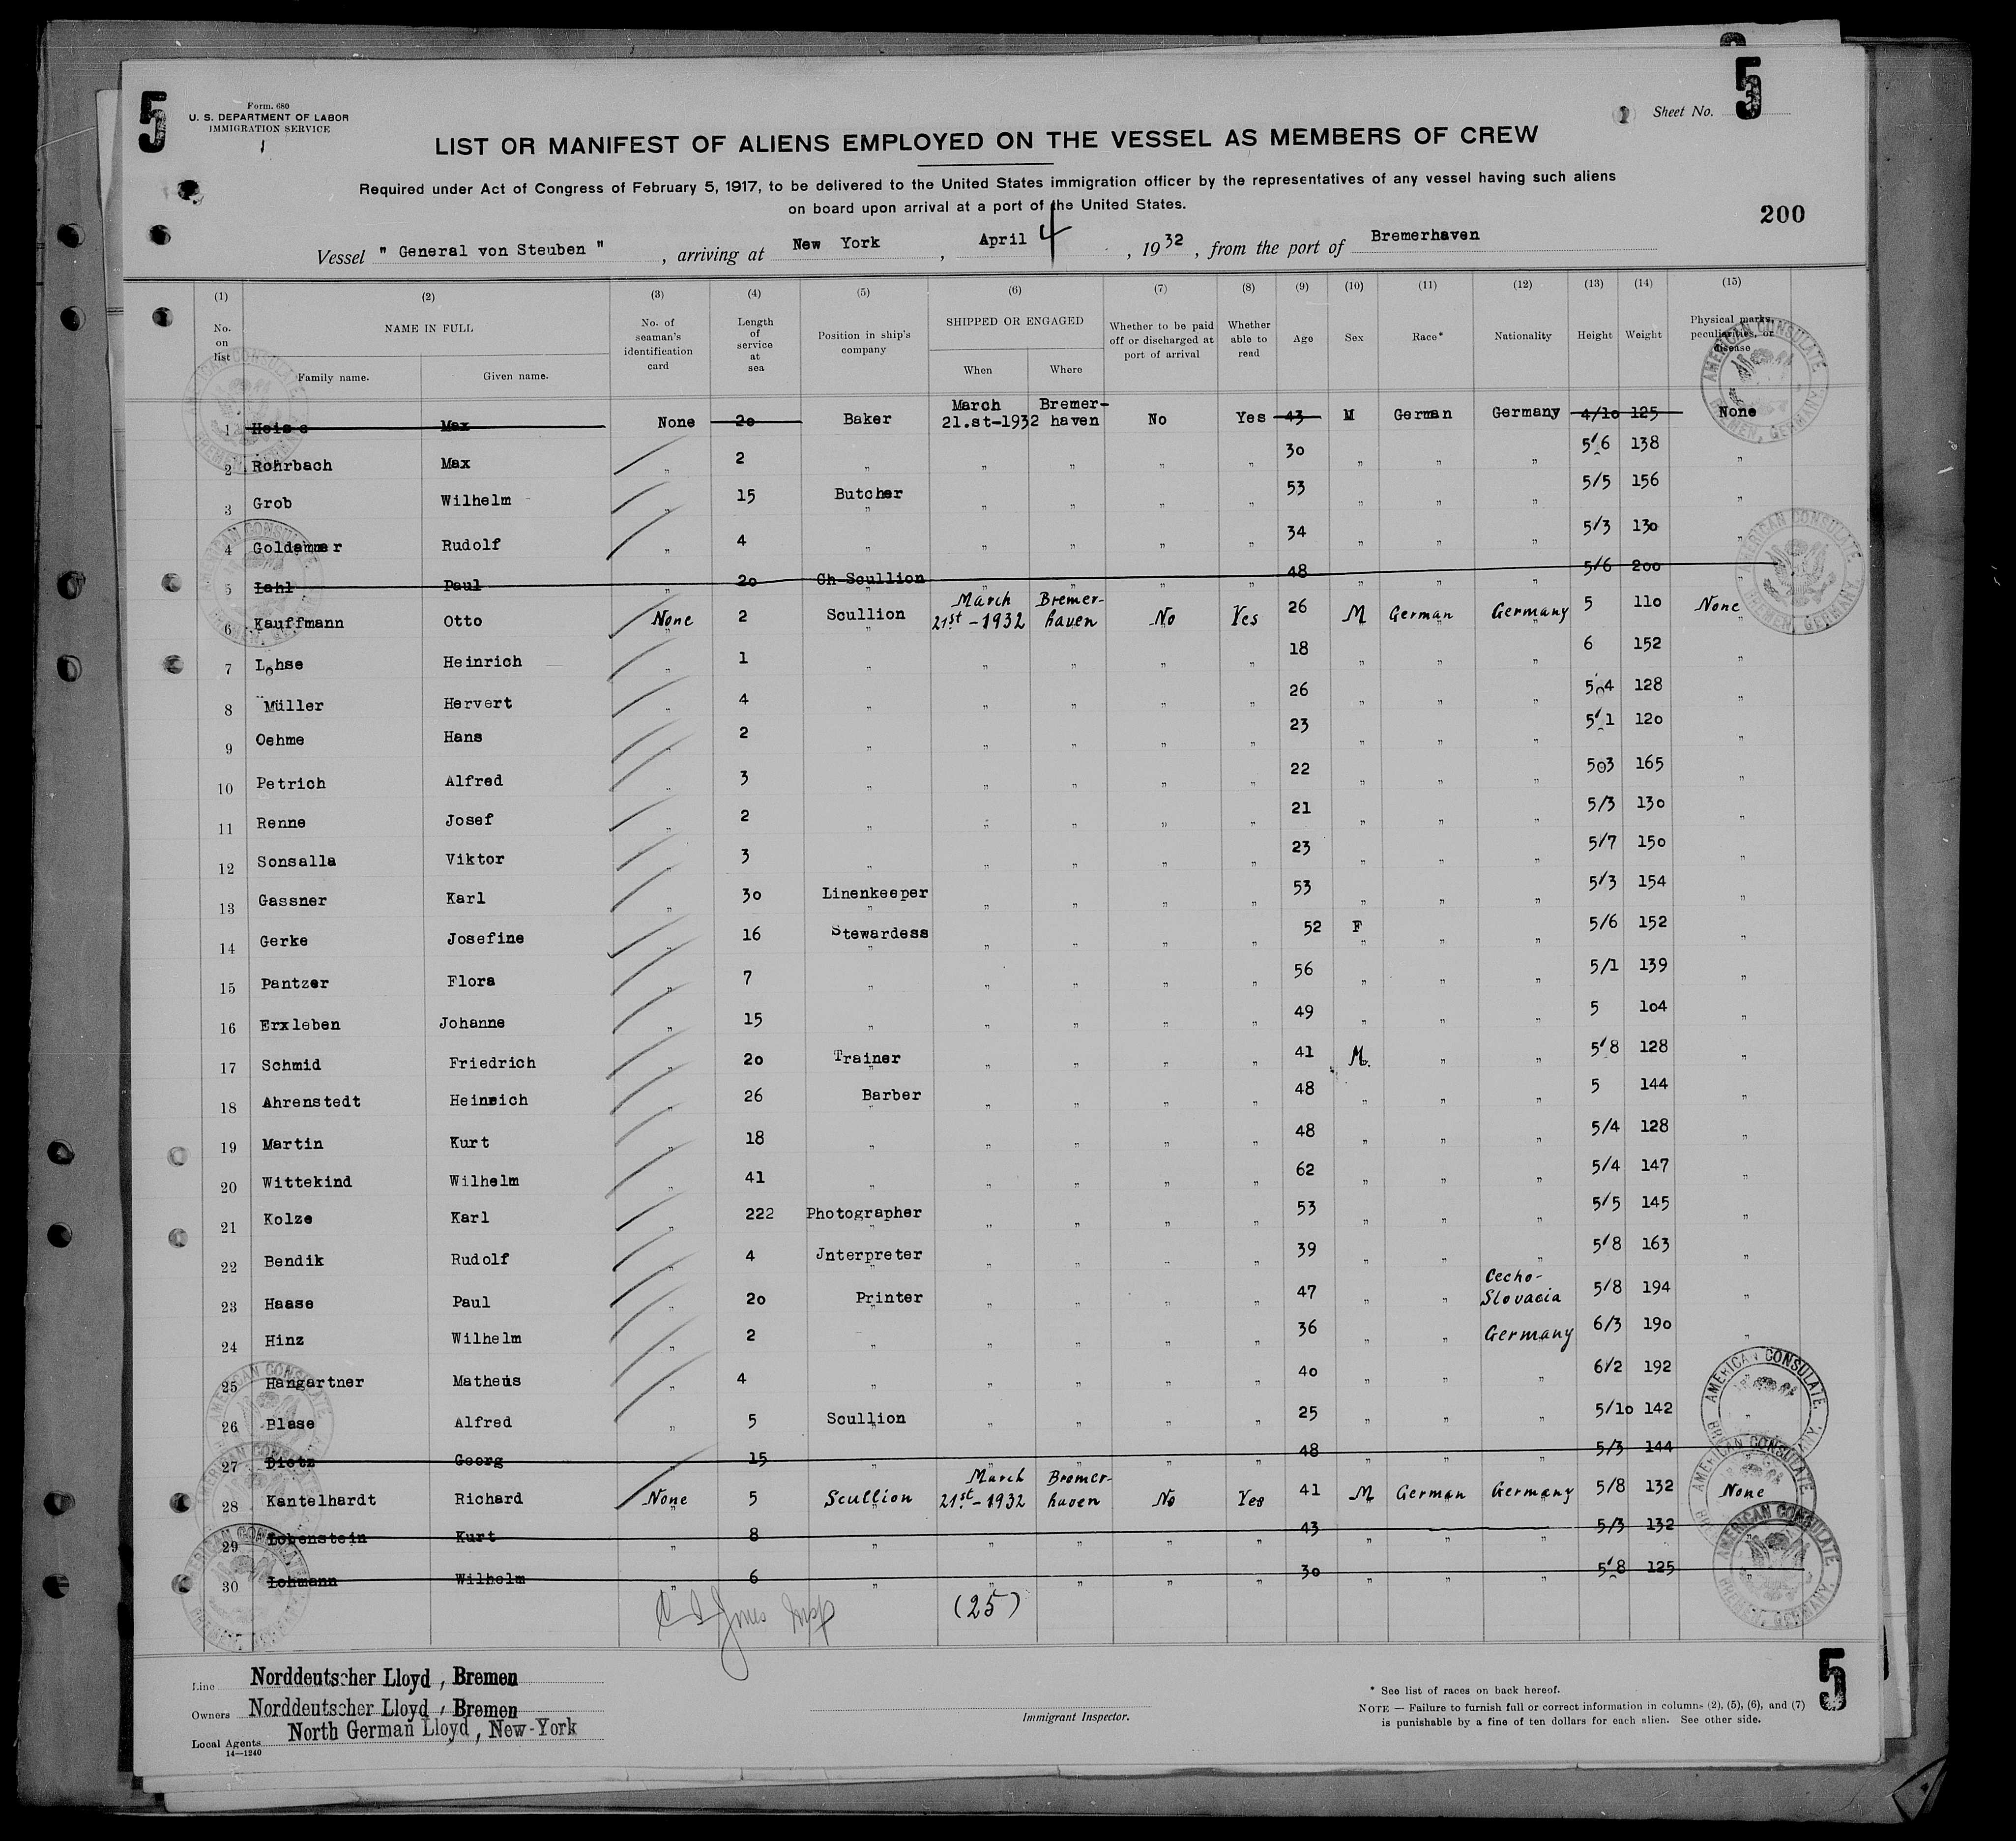 5
Form. 680
U. S. DEPARTMENT OF LABOR
IMMIGRATION SERVICE
1
Sheet No. 5
LIST OR MANIFEST OF ALIENS EMPLOYED ON THE VESSEL AS MEMBERS OF CREW
Required under Act of Congress of February 5, 1917, to be delivered to the United States immigration officer by the representatives of any vessel having such aliens
on board upon arrival at a port of the United States.
200
Vessel " General von Steuben " , arriving at New York , April 4 , 1932 , from the port of Bremerhaven
(1) (2) (3) (4) (5) (6) (7) (8) (9) (10) (11) (12) (13) (14) (15)
No. on list NAME IN FULL Family name. Given name. No. of seaman's identification card Length of service at sea Position in ship's company SHIPPED OR ENGAGED When Where Whether to be paid off or discharged at port of arrival Whether able to read Age Sex Race* Nationality Height Weight Physical marks, peculiarities, or disease
1 Heise Max None 20 Baker March 21.st-1932 Bremer-haven No Yes 43 M German Germany 4/10 125 None
2 Rohrbach Max " 2 " " " " " 30 " " " 5'6 138 "
3 Grob Wilhelm " 15 Butcher " " " " 53 " " " 5/5 156 "
4 Goldammer Rudolf " 4 " " " " " 34 " " " 5/3 130 "
5 Lahl Paul " 20 Ch Scullion " " " " 48 " " " 5/6 200 "
6 Kauffmann Otto None 2 Scullion March 21st-1932 Bremer-haven No Yes 26 M German Germany 5 110 None
7 Lohse Heinrich " 1 " " " " " 18 " " " 6 152 "
8 Müller Hervert " 4 " " " " " 26 " " " 5'4 128 "
9 Oehme Hans " 2 " " " " " 23 " " " 5'1 120 "
10 Petrich Alfred " 3 " " " " " 22 " " " 503 165 "
11 Renne Josef " 2 " " " " " 21 " " " 5/3 130 "
12 Sonsalla Viktor " 3 " " " " " 23 " " " 5/7 150 "
13 Gassner Karl " 30 Linenkeeper " " " " 53 " " " 5/3 154 "
14 Gerke Josefine " 16 Stewardess " " " " 52 F " " 5/6 152 "
15 Pantzer Flora " 7 " " " " " 56 " " " 5/1 139 "
16 Erxleben Johanne " 15 " " " " " 49 " " " 5 104 "
17 Schmid Friedrich " 20 Trainer " " " " 41 M. " " 5'8 128 "
18 Ahrenstedt Heinrich " 26 Barber " " " " 48 " " " 5 144 "
19 Martin Kurt " 18 " " " " " 48 " " " 5/4 128 "
20 Wittekind Wilhelm " 41 " " " " " 62 " " " 5/4 147 "
21 Kolze Karl " 222 Photographer " " " " 53 " " " 5/5 145 "
22 Bendik Rudolf " 4 Jnterpreter " " " " 39 " " " 5'8 163 "
23 Haase Paul " 20 Printer " " " " 47 " " Cecho-Slovacia 5/8 194 "
24 Hinz Wilhelm " 2 " " " " " 36 " " Germany 6/3 190 "
25 Hangartner Matheus " 4 " " " " " 40 " " " 6/2 192 "
26 Blase Alfred " 5 Scullion " " " " 25 " " " 5/10 142 "
27 Dietz Georg " 15 " " " " " 48 " " " 5/3 144 "
28 Kantelhardt Richard None 5 Scullion March 21st-1932 Bremer-haven No Yes 41 M German Germany 5/8 132 None
29 Lobenstein Kurt " 8 " " " " " 43 " " " 5/3 132 "
30 Lohmann Wilhelm " 6 " " " " " 30 " " " 5'8 125 "
(25)
AMERICAN CONSULATE
BREMEN, GERMANY
Line Norddeutscher Lloyd , Bremen
Owners Norddeutscher Lloyd , Bremen
Local Agents North German Lloyd , New-York
14—1240
Immigrant Inspector.
* See list of races on back hereof.
NOTE — Failure to furnish full or correct information in columns (2), (5), (6), and (7)
is punishable by a fine of ten dollars for each alien. See other side.
5